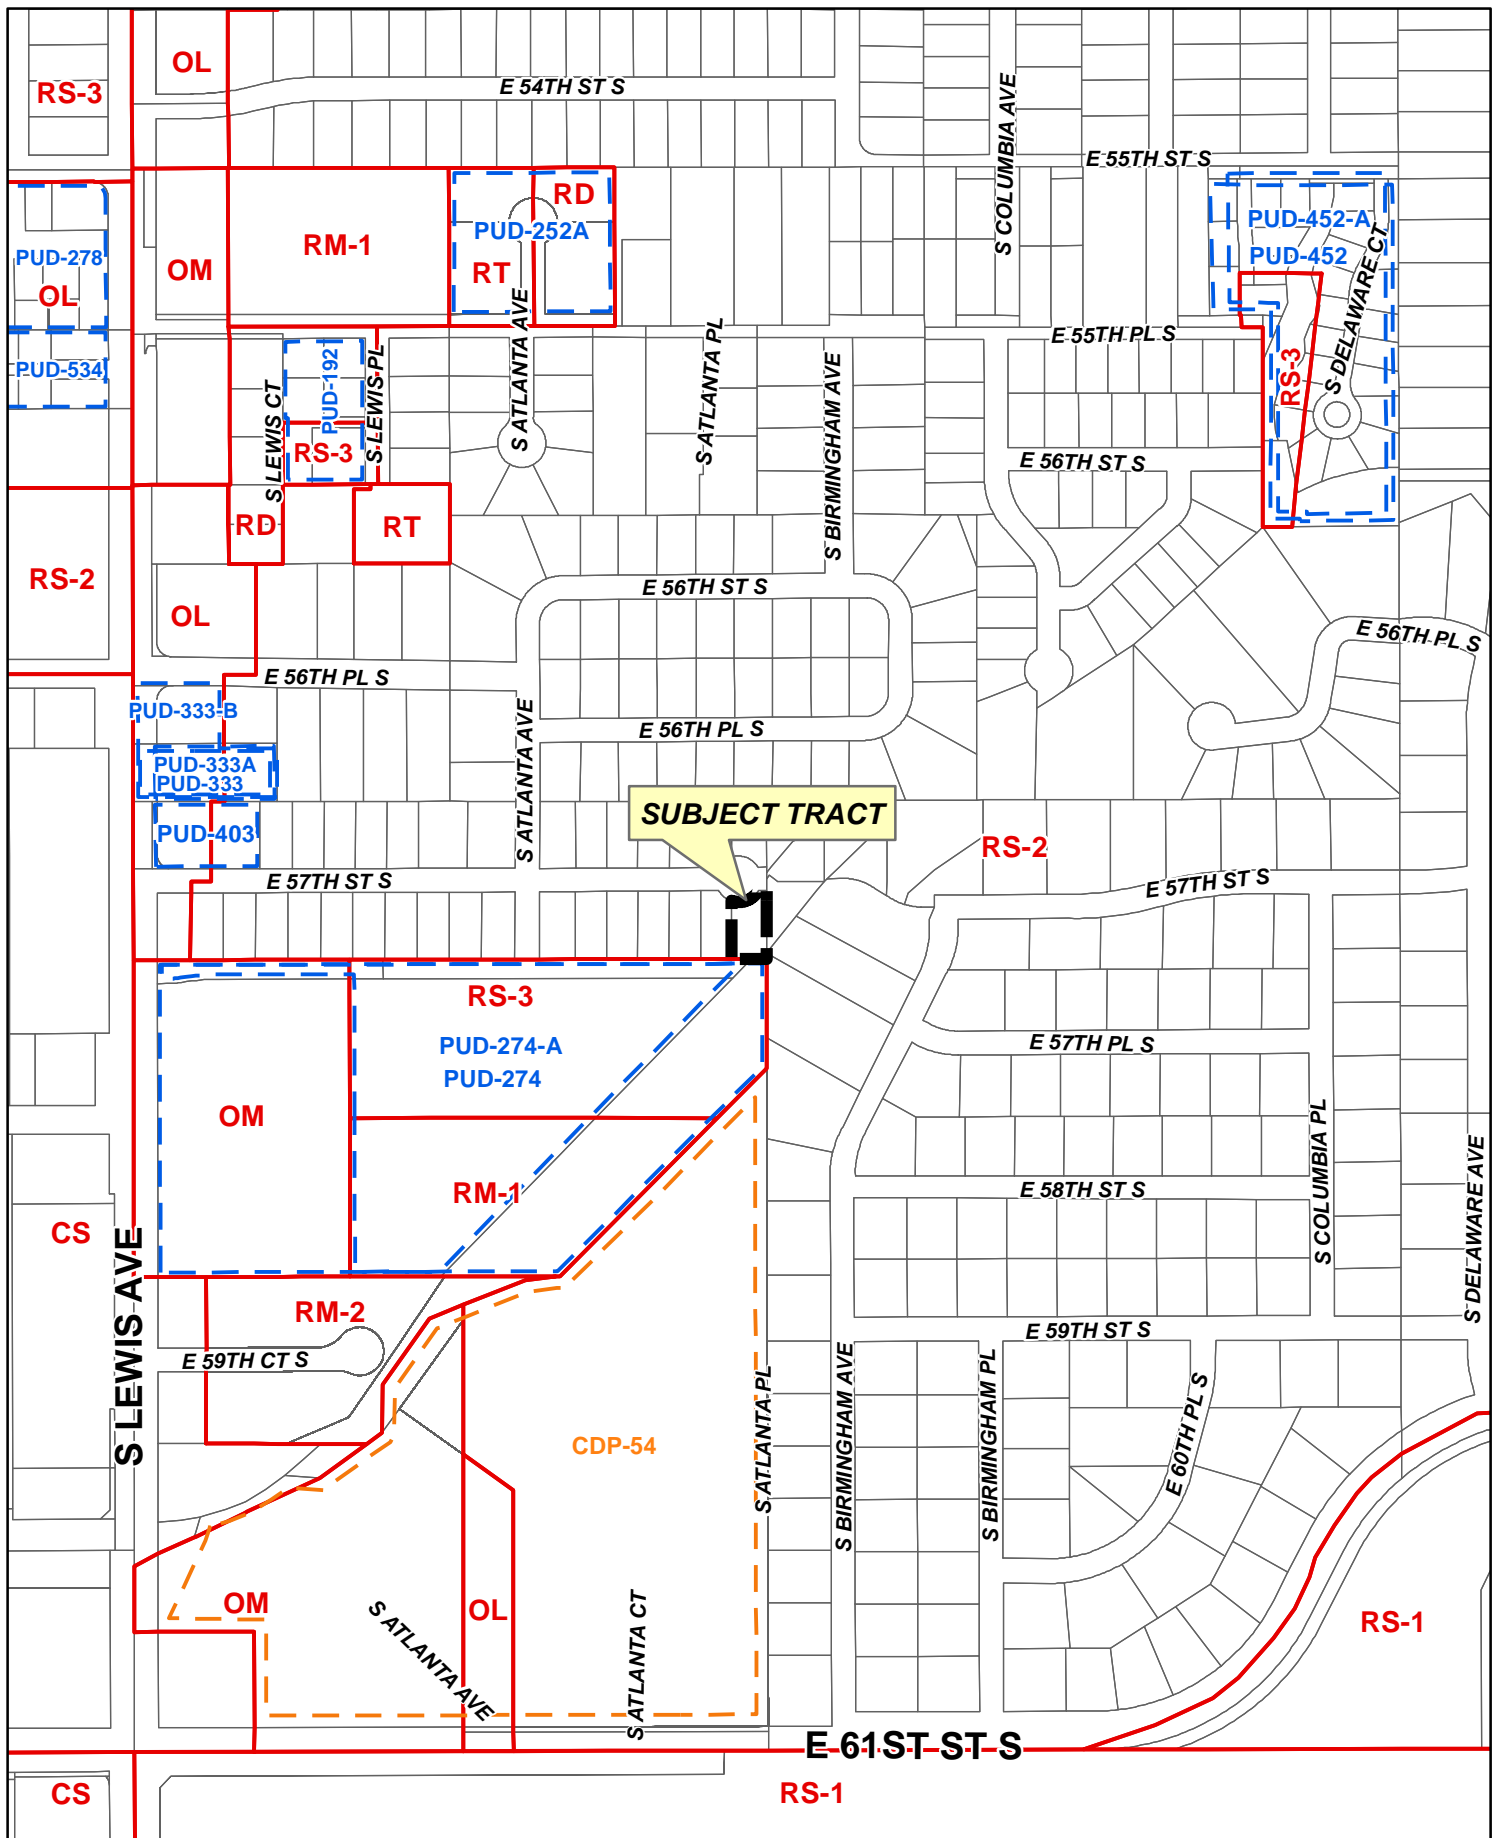 OL
RS-3
E 54TH ST S
S COLUMBIA AVE
E 55TH ST S
RD
PUD-252A
RM-1
RT
OM
PUD-278
OL
PUD-534
PUD-452-A
PUD-452
S DELAWARE CT
RS-3
E 55TH PL S
S ATLANTA AVE
S ATLANTA PL
S BIRMINGHAM AVE
PUD-192
S LEWIS PL
S LEWIS CT
RS-3
E 56TH ST S
RD
RT
RS-2
OL
E 56TH ST S
E 56TH PL S
E 56TH PL S
PUD-333-B
E 56TH PL S
S ATLANTA AVE
PUD-333A
PUD-333
PUD-403
SUBJECT TRACT
RS-2
E 57TH ST S
E 57TH ST S
RS-3
PUD-274-A
PUD-274
E 57TH PL S
OM
S COLUMBIA PL
S DELAWARE AVE
RM-1
E 58TH ST S
CS
S LEWIS AVE
RM-2
E 59TH CT S
E 59TH ST S
S ATLANTA PL
S BIRMINGHAM AVE
S BIRMINGHAM PL
E 60TH PL S
CDP-54
OM
OL
S ATLANTA AVE
S ATLANTA CT
RS-1
E 61ST ST S
CS
RS-1